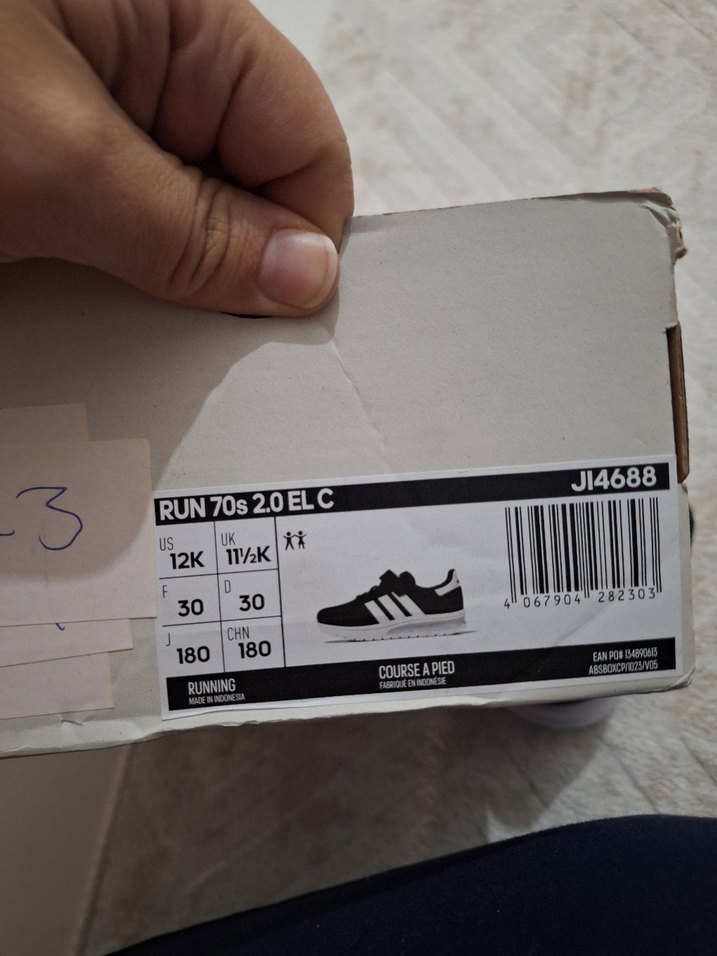 RUN 70s 2.0 EL C
JI4688
US
12K
UK
11½K
F
30
D
30
J
180
CHN
180
4 067904 282303
RUNNING
MADE IN INDONESIA
COURSE A PIED
FABRIQUÉ EN INDONÉSIE
EAN PO# 134890613
ABSBOXCP/1023/V05
-3